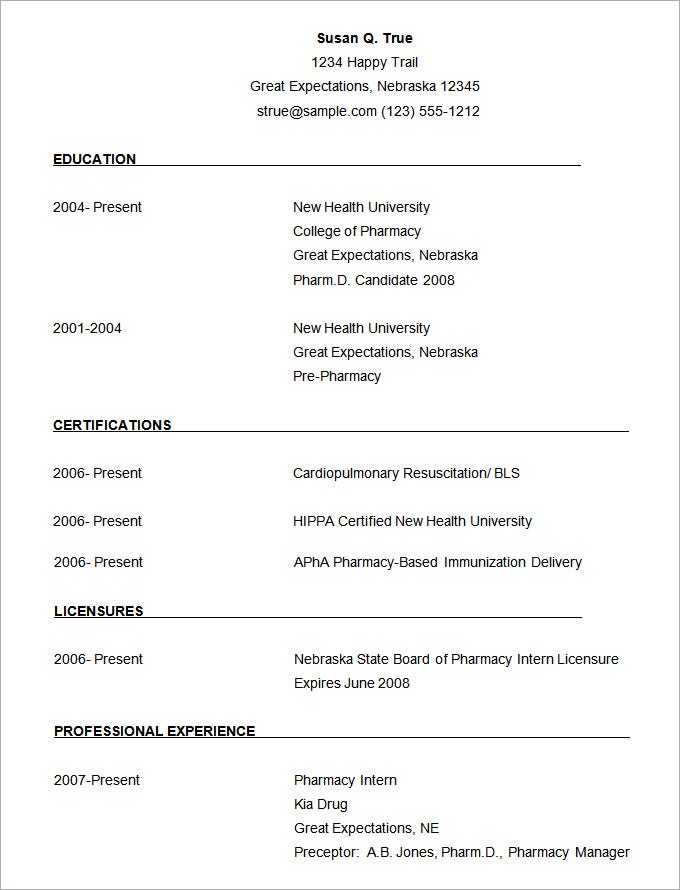 Susan Q. True
1234 Happy Trail
Great Expectations, Nebraska 12345
strue@sample.com (123) 555-1212
EDUCATION
2004- Present New Health University
College of Pharmacy
Great Expectations, Nebraska
Pharm.D. Candidate 2008
2001-2004 New Health University
Great Expectations, Nebraska
Pre-Pharmacy
CERTIFICATIONS
2006- Present Cardiopulmonary Resuscitation/ BLS
2006- Present HIPPA Certified New Health University
2006- Present APhA Pharmacy-Based Immunization Delivery
LICENSURES
2006- Present Nebraska State Board of Pharmacy Intern Licensure
Expires June 2008
PROFESSIONAL EXPERIENCE
2007-Present Pharmacy Intern
Kia Drug
Great Expectations, NE
Preceptor: A.B. Jones, Pharm.D., Pharmacy Manager